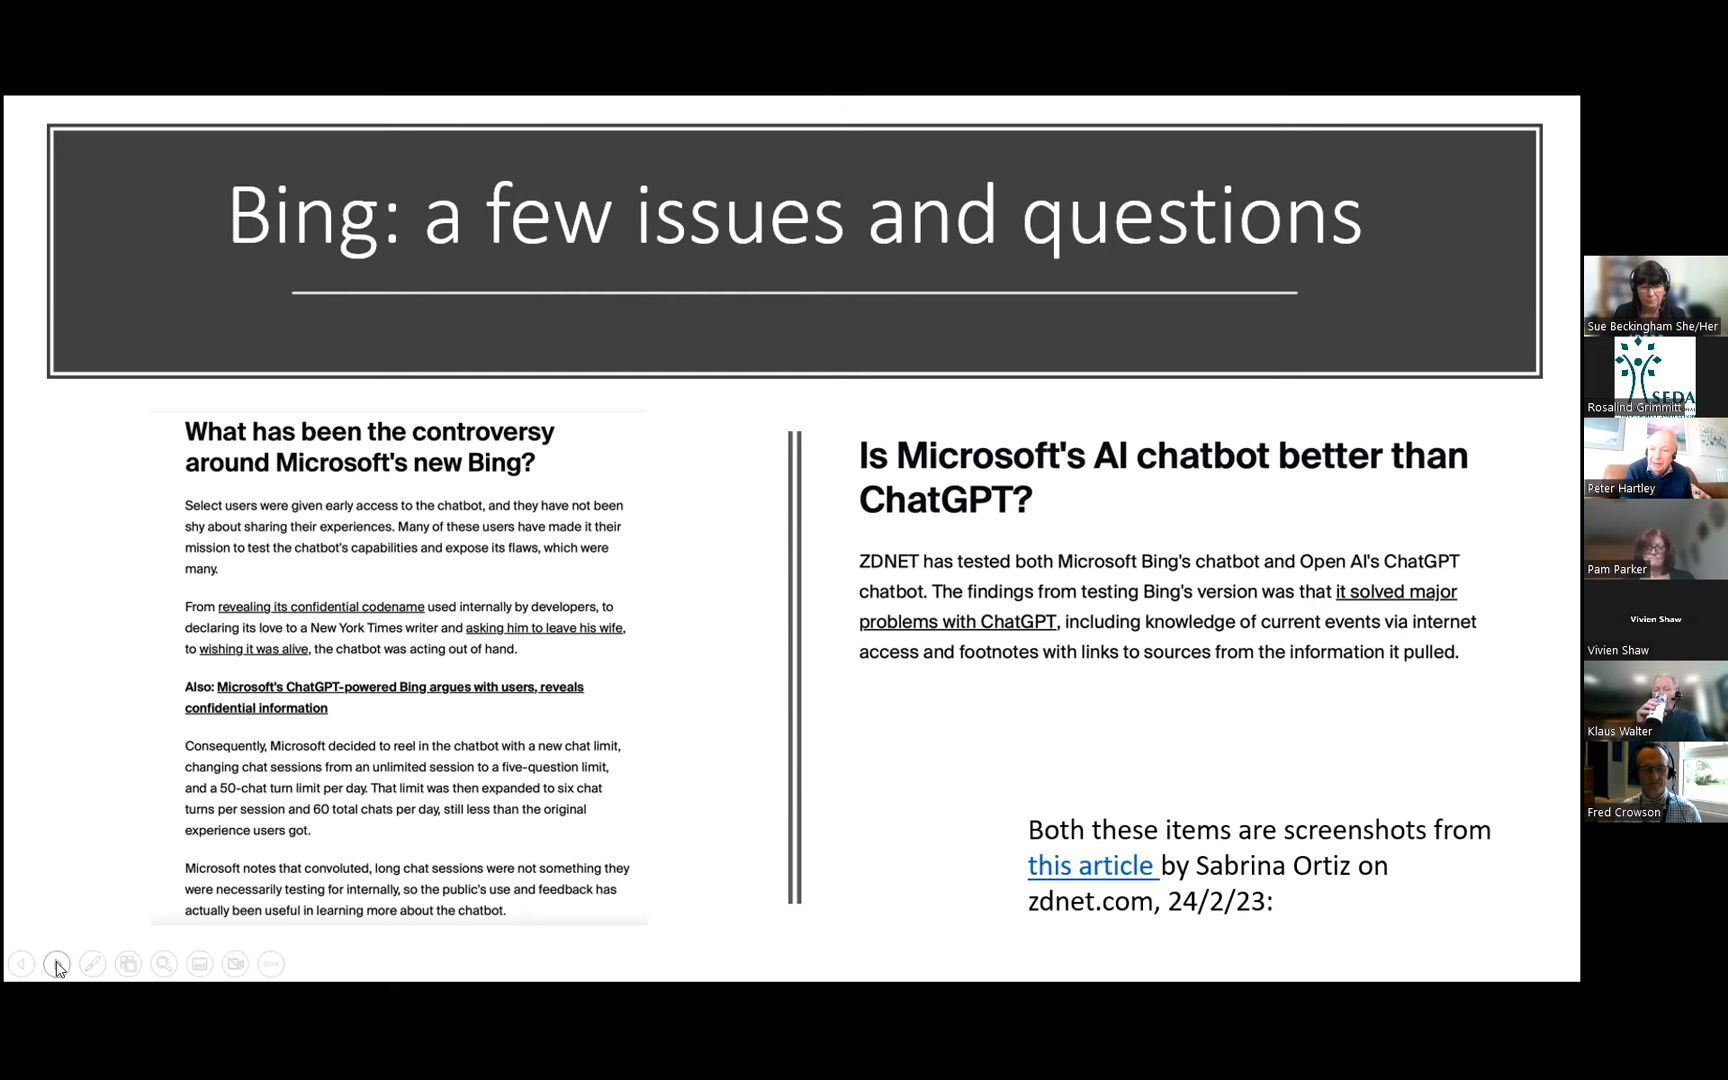 Bing: a few issues and questions
What has been the controversy
around Microsoft's new Bing?
Select users were given early access to the chatbot, and they have not been
shy about sharing their experiences. Many of these users have made it their
mission to test the chatbot's capabilities and expose its flaws, which were
many.
From revealing its confidential codename used internally by developers, to
declaring its love to a New York Times writer and asking him to leave his wife,
to wishing it was alive, the chatbot was acting out of hand.
Also: Microsoft's ChatGPT-powered Bing argues with users, reveals
confidential information
Consequently, Microsoft decided to reel in the chatbot with a new chat limit,
changing chat sessions from an unlimited session to a five-question limit,
and a 50-chat turn limit per day. That limit was then expanded to six chat
turns per session and 60 total chats per day, still less than the original
experience users got.
Microsoft notes that convoluted, long chat sessions were not something they
were necessarily testing for internally, so the public's use and feedback has
actually been useful in learning more about the chatbot.
Is Microsoft's AI chatbot better than
ChatGPT?
ZDNET has tested both Microsoft Bing's chatbot and Open AI's ChatGPT
chatbot. The findings from testing Bing's version was that it solved major
problems with ChatGPT, including knowledge of current events via internet
access and footnotes with links to sources from the information it pulled.
Both these items are screenshots from
this article by Sabrina Ortiz on
zdnet.com, 24/2/23:
Sue Beckingham She/Her
SEDA
Rosalind Grimmitt
Peter Hartley
Pam Parker
Vivien Shaw
Vivien Shaw
Klaus Walter
Fred Crowson